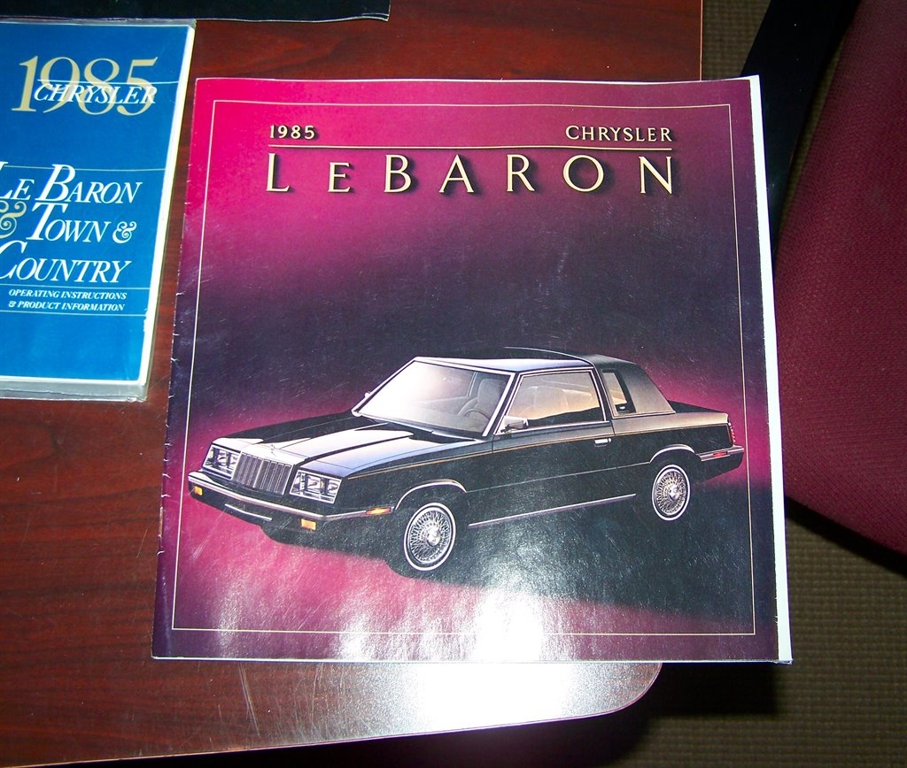 1985
CHRYSLER
LE BARON
& TOWN &
COUNTRY
OPERATING INSTRUCTIONS
& PRODUCT INFORMATION
1985 CHRYSLER
LEBARON